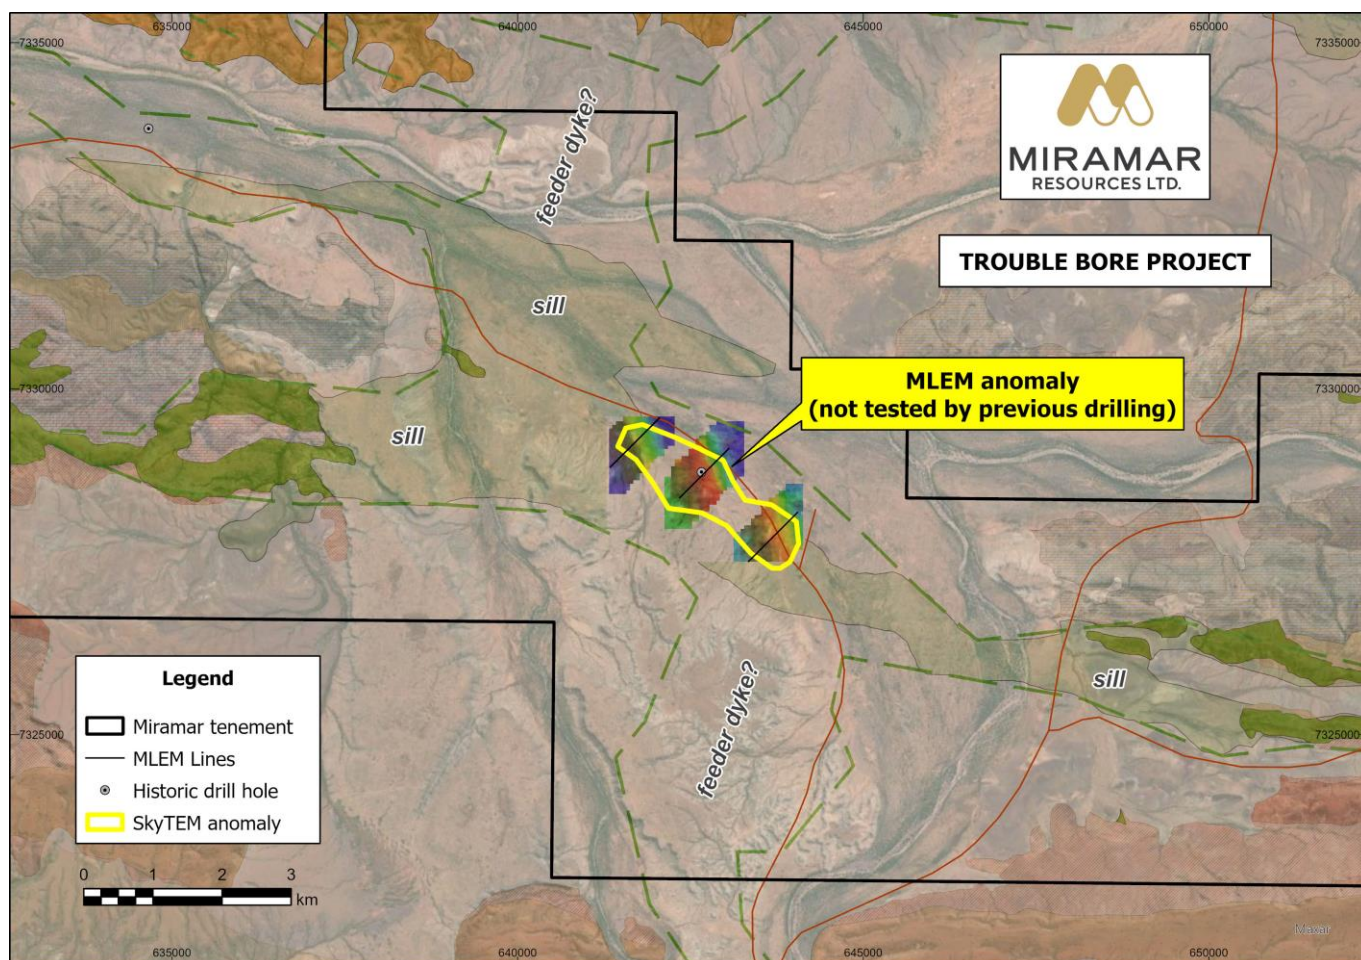 635000
640000
645000
650000
7335000
7335000
MIRAMAR
RESOURCES LTD.
TROUBLE BORE PROJECT
feeder dyke?
sill
7330000
7330000
MLEM anomaly
(not tested by previous drilling)
sill
sill
feeder dyke?
7325000
7325000
Legend
Miramar tenement
MLEM Lines
Historic drill hole
SkyTEM anomaly
0 1 2 3
km
Maxar
635000
640000
645000
650000